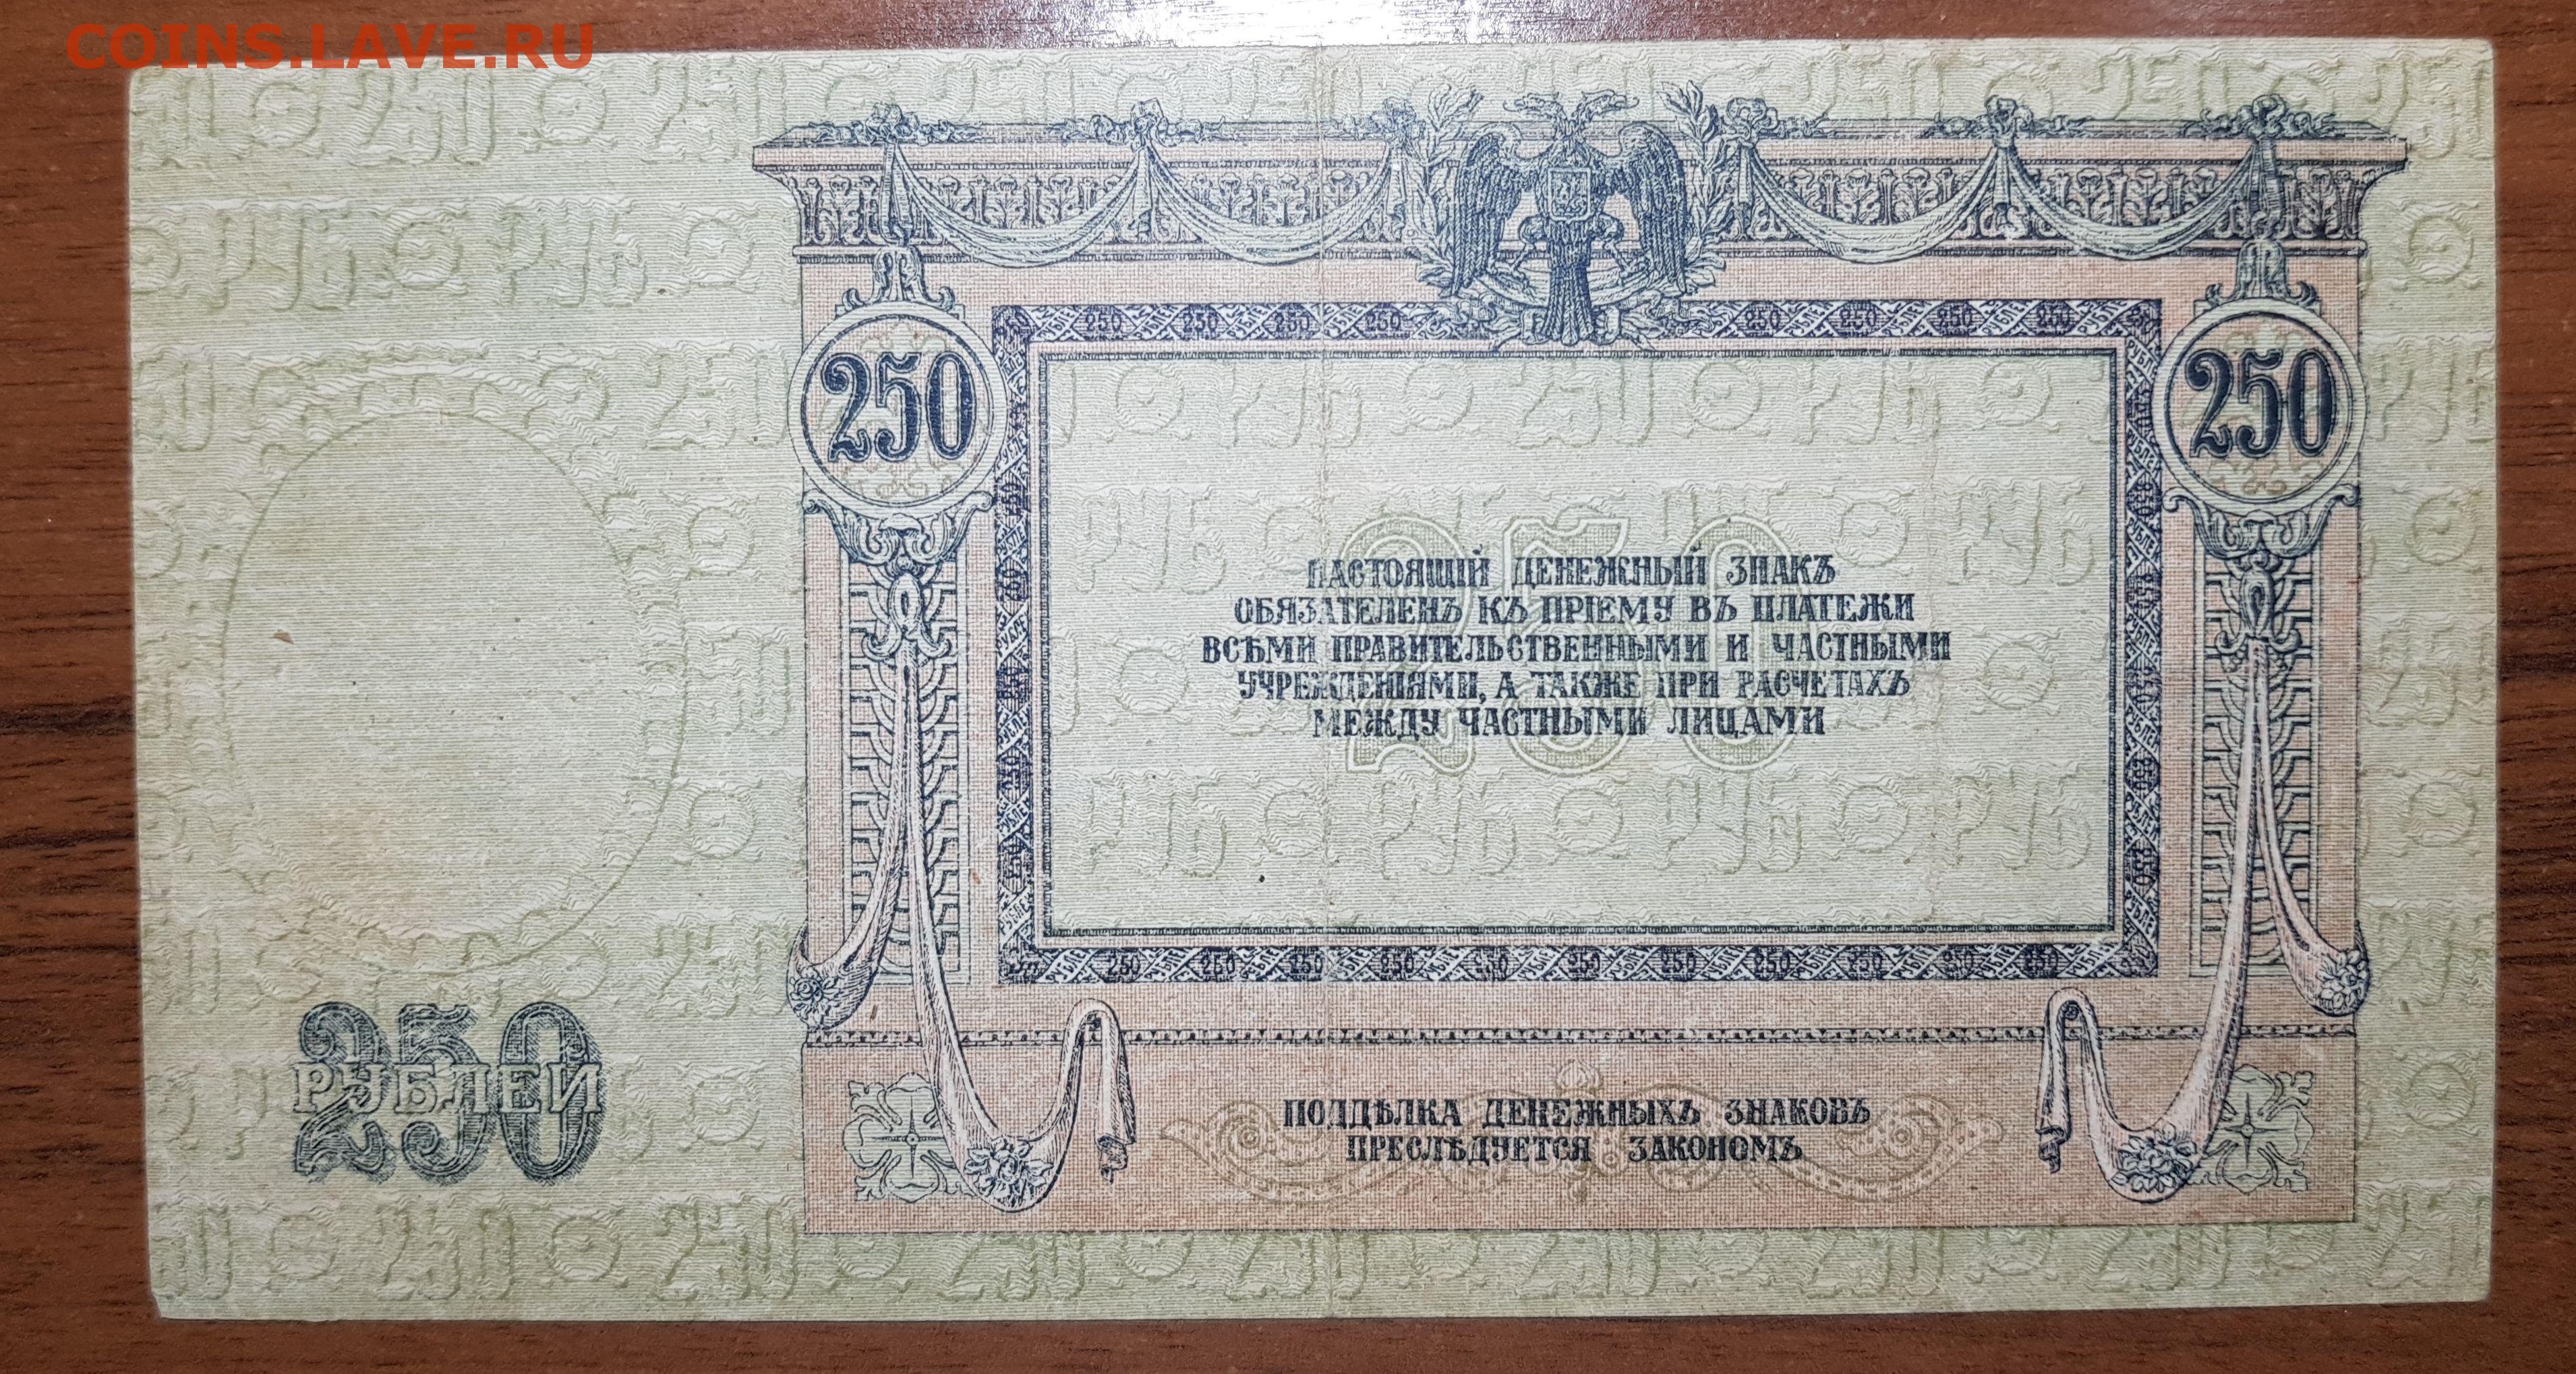 COINS.LAVE.RU
250
250
НАСТОЯЩІЙ ДЕНЕЖНЫЙ ЗНАКЪ
ОБЯЗАТЕЛЕНЪ КЪ ПРІЕМУ ВЪ ПЛАТЕЖИ
ВСѢМИ ПРАВИТЕЛЬСТВЕННЫМИ И ЧАСТНЫМИ
УЧРЕЖДЕНІЯМИ, А ТАКЖЕ ПРИ РАСЧЕТАХЪ
МЕЖДУ ЧАСТНЫМИ ЛИЦАМИ
250
250
РУБЛЕЙ
ПОДДѢЛКА ДЕНЕЖНЫХЪ ЗНАКОВЪ
ПРЕСЛѢДУЕТСЯ ЗАКОНОМЪ